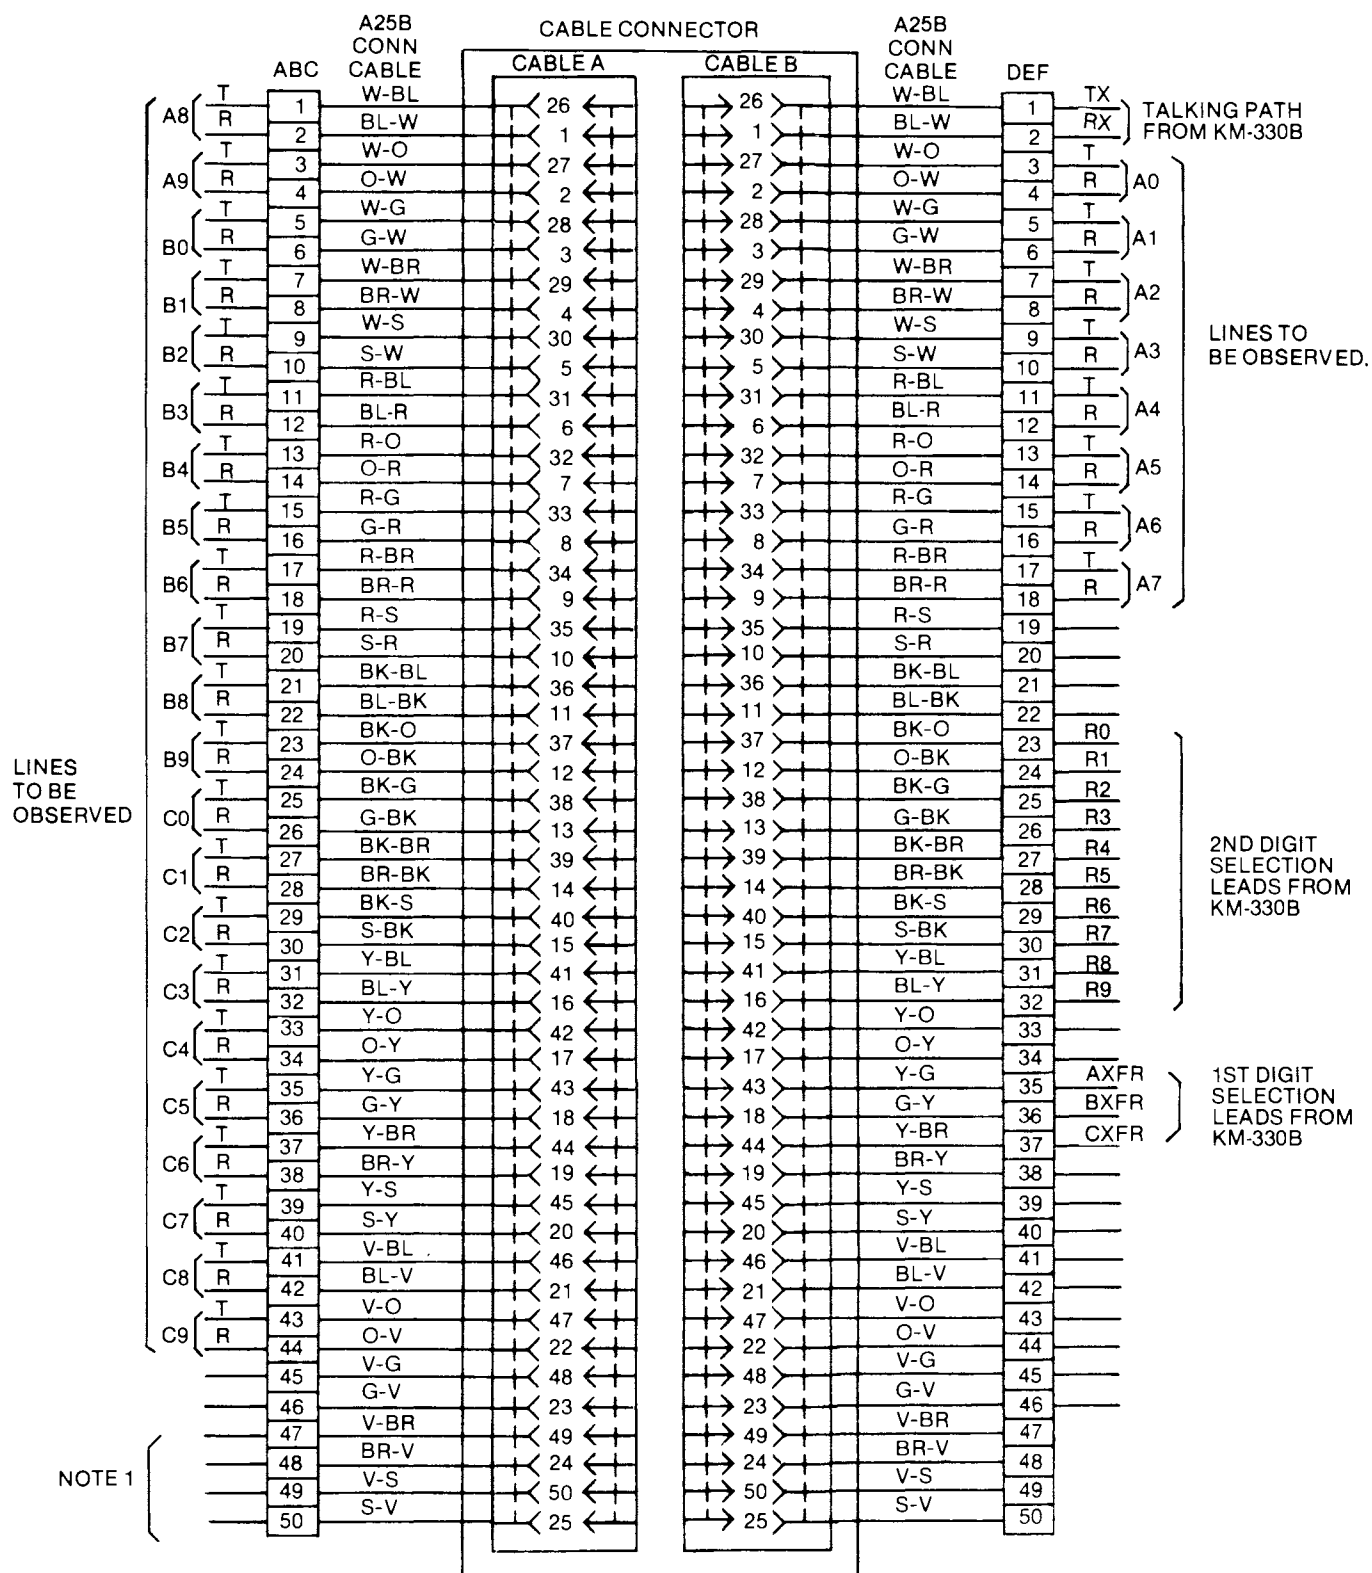 A25B CONN CABLE CABLE CONNECTOR A25B CONN CABLE
ABC CABLE A CABLE B DEF
A8 T 1 W-BL 26 26 W-BL 1 TX TALKING PATH
R 2 BL-W 1 1 BL-W 2 RX FROM KM-330B
A9 T 3 W-O 27 27 W-O 3 T A0
R 4 O-W 2 2 O-W 4 R
B0 T 5 W-G 28 28 W-G 5 T A1
R 6 G-W 3 3 G-W 6 R
B1 T 7 W-BR 29 29 W-BR 7 T A2
R 8 BR-W 4 4 BR-W 8 R
B2 T 9 W-S 30 30 W-S 9 T A3 LINES TO
R 10 S-W 5 5 S-W 10 R BE OBSERVED.
B3 T 11 R-BL 31 31 R-BL 11 T A4
R 12 BL-R 6 6 BL-R 12 R
B4 T 13 R-O 32 32 R-O 13 T A5
R 14 O-R 7 7 O-R 14 R
B5 T 15 R-G 33 33 R-G 15 T A6
R 16 G-R 8 8 G-R 16 R
B6 T 17 R-BR 34 34 R-BR 17 T A7
R 18 BR-R 9 9 BR-R 18 R
B7 T 19 R-S 35 35 R-S 19
R 20 S-R 10 10 S-R 20
B8 T 21 BK-BL 36 36 BK-BL 21
R 22 BL-BK 11 11 BL-BK 22
B9 T 23 BK-O 37 37 BK-O 23 R0
R 24 O-BK 12 12 O-BK 24 R1
C0 T 25 BK-G 38 38 BK-G 25 R2
R 26 G-BK 13 13 G-BK 26 R3
C1 T 27 BK-BR 39 39 BK-BR 27 R4
R 28 BR-BK 14 14 BR-BK 28 R5
C2 T 29 BK-S 40 40 BK-S 29 R6
R 30 S-BK 15 15 S-BK 30 R7
C3 T 31 Y-BL 41 41 Y-BL 31 R8
R 32 BL-Y 16 16 BL-Y 32 R9
C4 T 33 Y-O 42 42 Y-O 33
R 34 O-Y 17 17 O-Y 34
C5 T 35 Y-G 43 43 Y-G 35 AXFR
R 36 G-Y 18 18 G-Y 36 BXFR
C6 T 37 Y-BR 44 44 Y-BR 37 CXFR
R 38 BR-Y 19 19 BR-Y 38
C7 T 39 Y-S 45 45 Y-S 39
R 40 S-Y 20 20 S-Y 40
C8 T 41 V-BL 46 46 V-BL 41
R 42 BL-V 21 21 BL-V 42
C9 T 43 V-O 47 47 V-O 43
R 44 O-V 22 22 O-V 44
45 V-G 48 48 V-G 45
46 G-V 23 23 G-V 46
47 V-BR 49 49 V-BR 47
48 BR-V 24 24 BR-V 48
49 V-S 50 50 V-S 49
50 S-V 25 25 S-V 50
LINES
TO BE
OBSERVED
NOTE 1
2ND DIGIT
SELECTION
LEADS FROM
KM-330B
1ST DIGIT
SELECTION
LEADS FROM
KM-330B